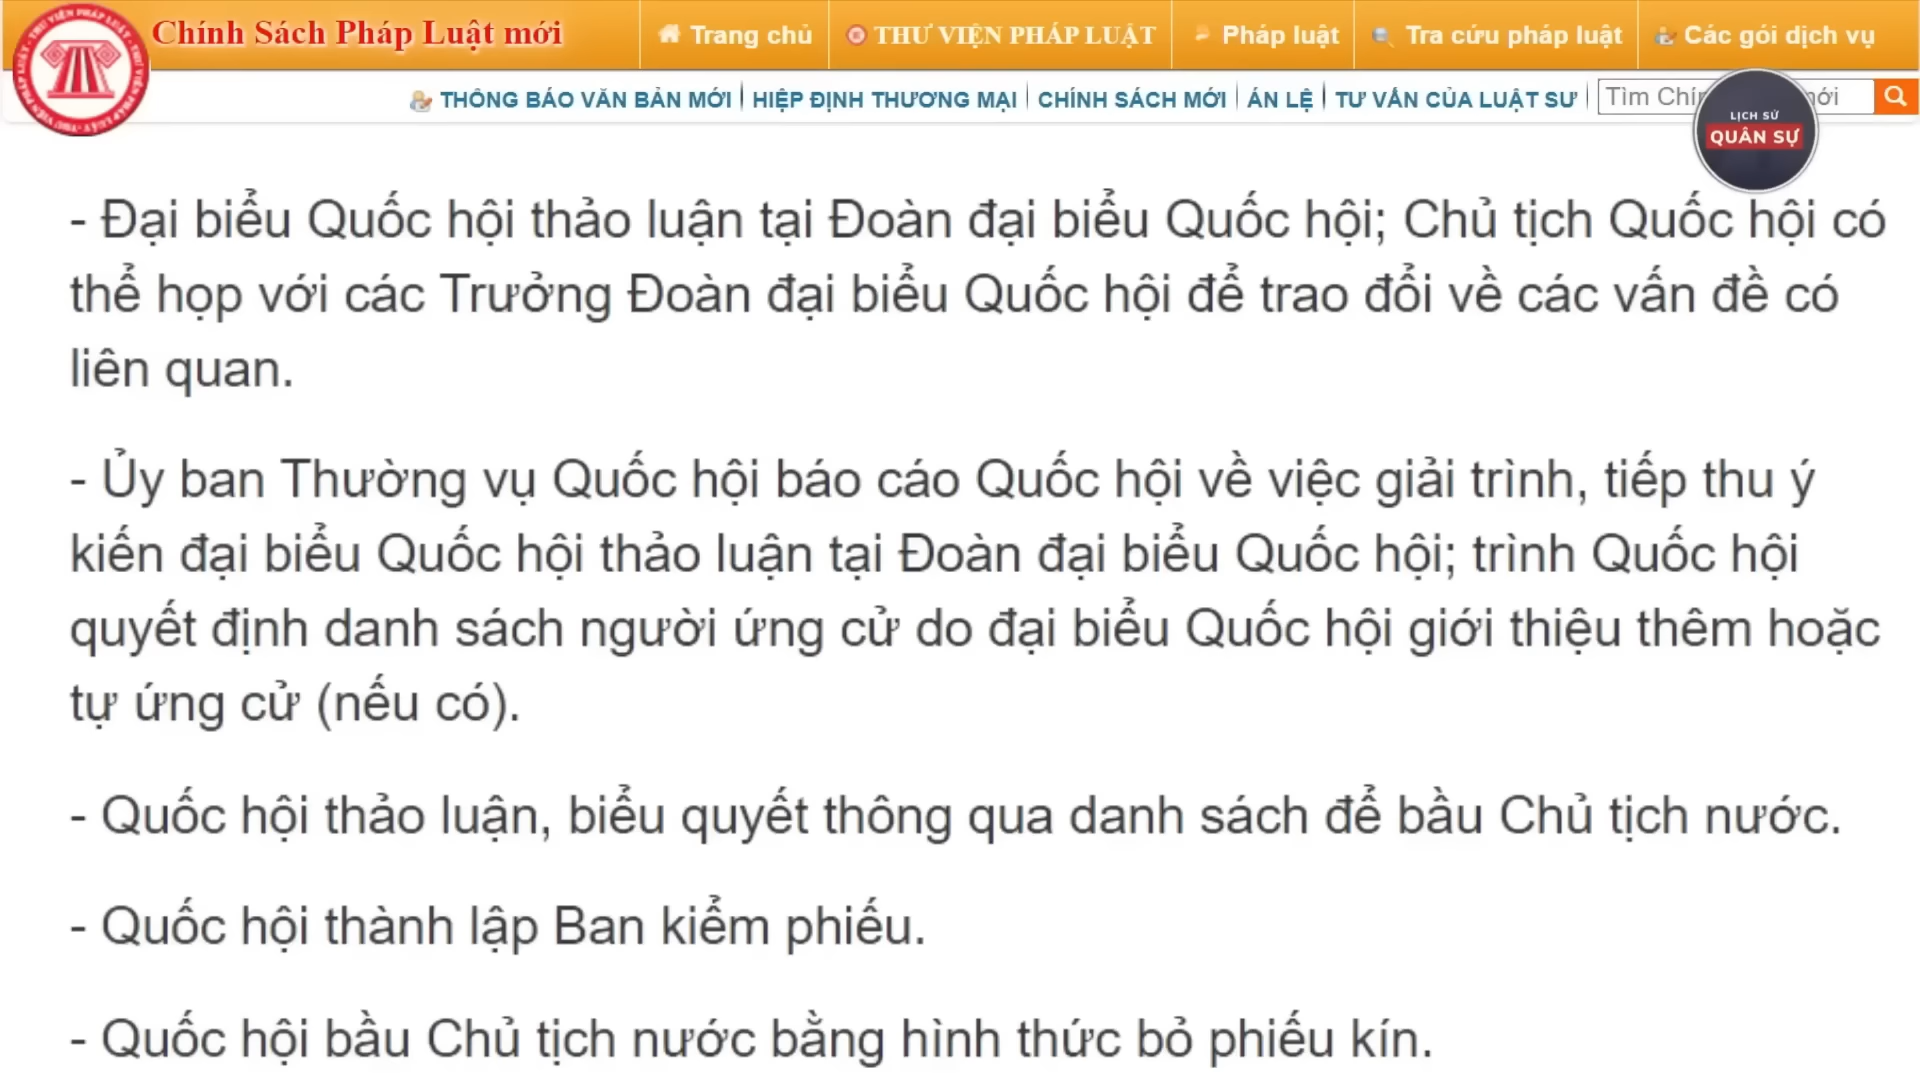 Chính Sách Pháp Luật mới
Trang chủ
THƯ VIỆN PHÁP LUẬT
Pháp luật
Tra cứu pháp luật
Các gói dịch vụ
THÔNG BÁO VĂN BẢN MỚI
HIỆP ĐỊNH THƯƠNG MẠI
CHÍNH SÁCH MỚI
ÁN LỆ
TƯ VẤN CỦA LUẬT SƯ
Tìm
LỊCH SỬ
QUÂN SỰ
- Đại biểu Quốc hội thảo luận tại Đoàn đại biểu Quốc hội; Chủ tịch Quốc hội có
thể họp với các Trưởng Đoàn đại biểu Quốc hội để trao đổi về các vấn đề có
liên quan.
- Ủy ban Thường vụ Quốc hội báo cáo Quốc hội về việc giải trình, tiếp thu ý
kiến đại biểu Quốc hội thảo luận tại Đoàn đại biểu Quốc hội; trình Quốc hội
quyết định danh sách người ứng cử do đại biểu Quốc hội giới thiệu thêm hoặc
tự ứng cử (nếu có).
- Quốc hội thảo luận, biểu quyết thông qua danh sách để bầu Chủ tịch nước.
- Quốc hội thành lập Ban kiểm phiếu.
- Quốc hội bầu Chủ tịch nước bằng hình thức bỏ phiếu kín.